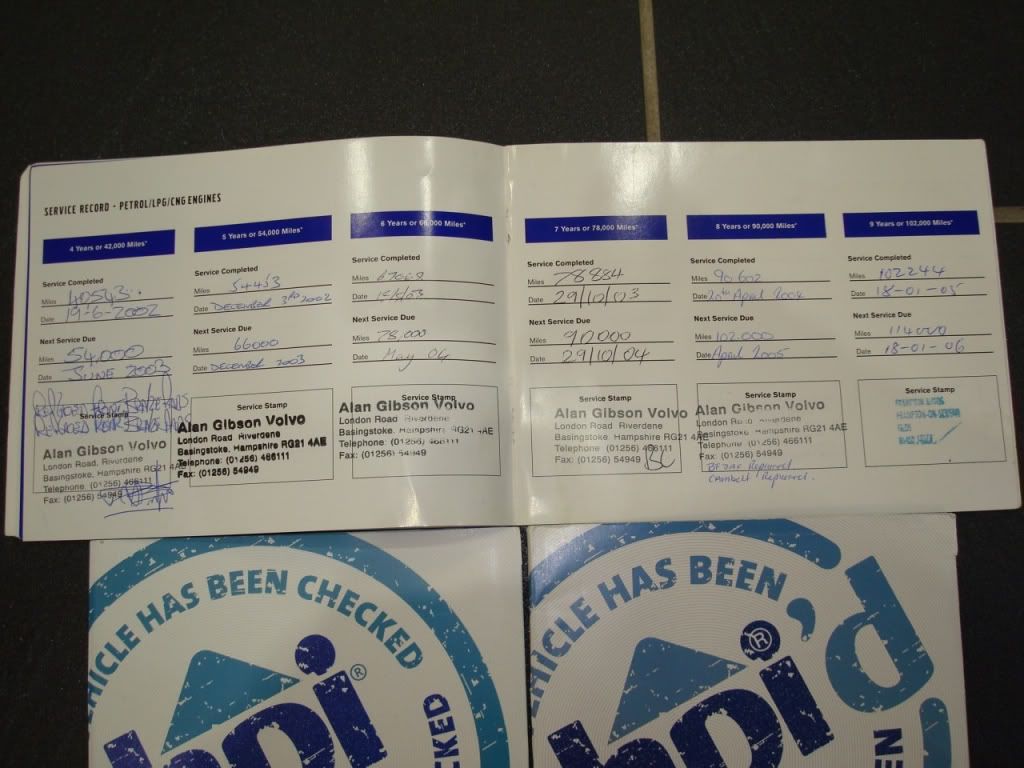 SERVICE RECORD - PETROL/LPG/CNG ENGINES
4 Years or 42,000 Miles*
Service Completed
Miles 40543
Date 19-6-2002
Next Service Due
Miles 54,000
Date JUNE 2003
Service Stamp
Alan Gibson Volvo
London Road, Riverdene
Basingstoke, Hampshire RG21 4AE
Telephone: (01256) 466111
Fax: (01256) 54949
5 Years or 54,000 Miles*
Service Completed
Miles 54453
Date DECEMBER 3RD 2002
Next Service Due
Miles 66000
Date DECEMBER 2003
Service Stamp
Alan Gibson Volvo
London Road Riverdene
Basingstoke, Hampshire RG21 4AE
Telephone: (01256) 466111
Fax: (01256) 54949
6 Years or 66,000 Miles*
Service Completed
Miles
Date
Next Service Due
Miles 78,000
Date May 04
Service Stamp
Alan Gibson Volvo
London Road Riverdene
Basingstoke, Hampshire RG21 4AE
Telephone: (01256) 466111
Fax: (01256) 54949
7 Years or 78,000 Miles*
Service Completed
Miles 78884
Date 29/10/03
Next Service Due
Miles 90000
Date 29/10/04
Service Stamp
Alan Gibson Volvo
London Road Riverdene
Basingstoke, Hampshire RG21 4AE
Telephone: (01256) 466111
Fax: (01256) 54949
8 Years or 90,000 Miles*
Service Completed
Miles 90.602
Date 20th April 2004
Next Service Due
Miles 102.000
Date April 2005
Service Stamp
Alan Gibson Volvo
London Road, Riverdene
Basingstoke, Hampshire RG21 4AE
Telephone: (01256) 466111
Fax: (01256) 54949
9 Years or 102,000 Miles*
Service Completed
Miles 102244
Date 18-01-05
Next Service Due
Miles 114000
Date 18-01-06
Service Stamp
VEHICLE HAS BEEN CHECKED
hpi®
VEHICLE HAS BEEN
hpi'd®